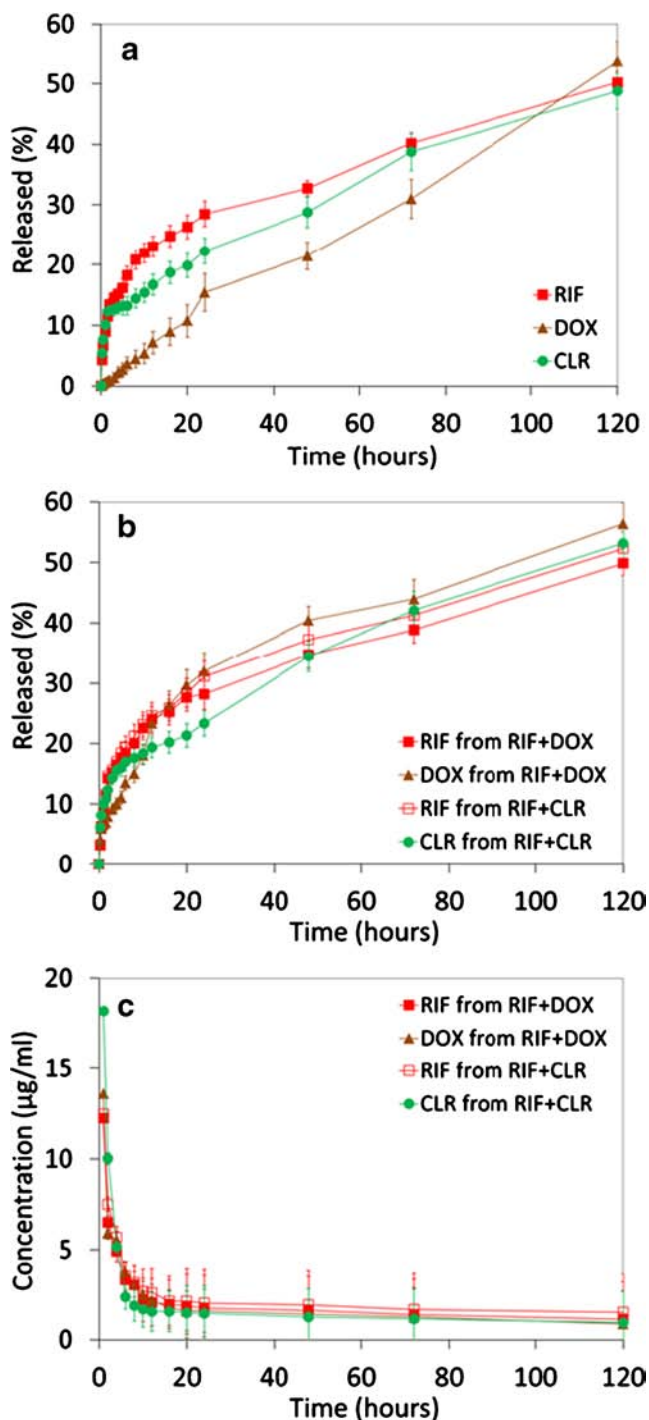 a
60
50
40
30
20
10
0
Released (%)
RIF
DOX
CLR
0 20 40 60 80 100 120
Time (hours)
b
60
50
40
30
20
10
0
Released (%)
RIF from RIF+DOX
DOX from RIF+DOX
RIF from RIF+CLR
CLR from RIF+CLR
0 20 40 60 80 100 120
Time (hours)
c
20
15
10
5
0
Concentration (µg/ml)
RIF from RIF+DOX
DOX from RIF+DOX
RIF from RIF+CLR
CLR from RIF+CLR
0 20 40 60 80 100 120
Time (hours)